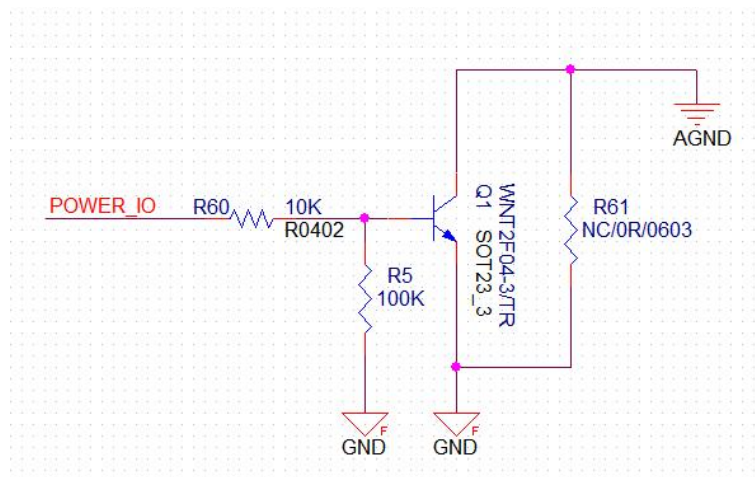 AGND
POWER_IO
R60
10K
R0402
Q1
WNT2F04-3/TR
SOT23_3
R61
NC/0R/0603
R5
100K
F
GND
F
GND